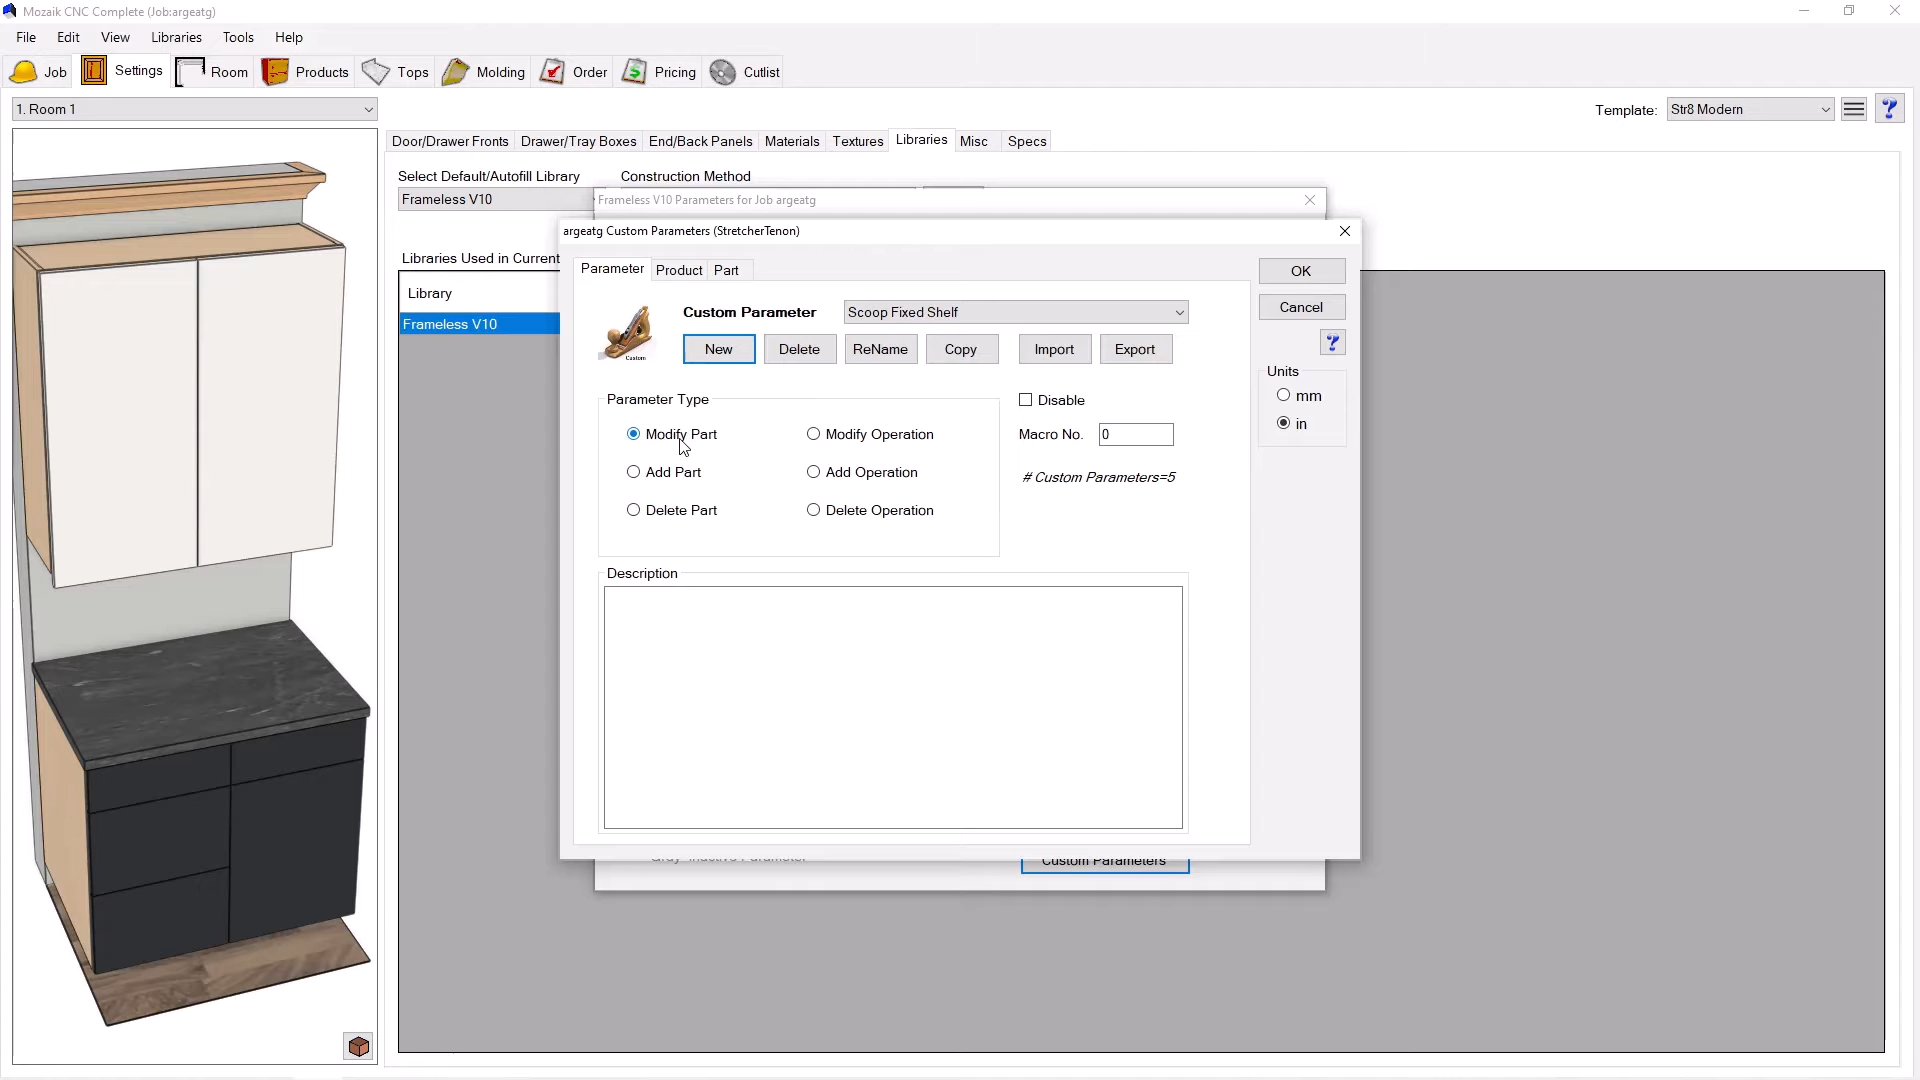 Mozaik CNC Complete (Job:argeatg)
File Edit View Libraries Tools Help
Job Settings Room Products Tops Molding Order Pricing Cutlist
1. Room 1
Template: Str8 Modern
Door/Drawer Fronts Drawer/Tray Boxes End/Back Panels Materials Textures Libraries Misc Specs
Select Default/Autofill Library Construction Method
Frameless V10
Frameless V10 Parameters for Job argeatg
argeatg Custom Parameters (StretcherTenon)
Libraries Used in Current
Library
Frameless V10
Parameter Product Part
OK
Custom
Custom Parameter Scoop Fixed Shelf
Cancel
New Delete ReName Copy Import Export
Units
mm
in
Parameter Type
Disable
Modify Part Modify Operation
Macro No. 0
Add Part Add Operation
# Custom Parameters=5
Delete Part Delete Operation
Description
Gray=Inactive Parameter
Custom Parameters